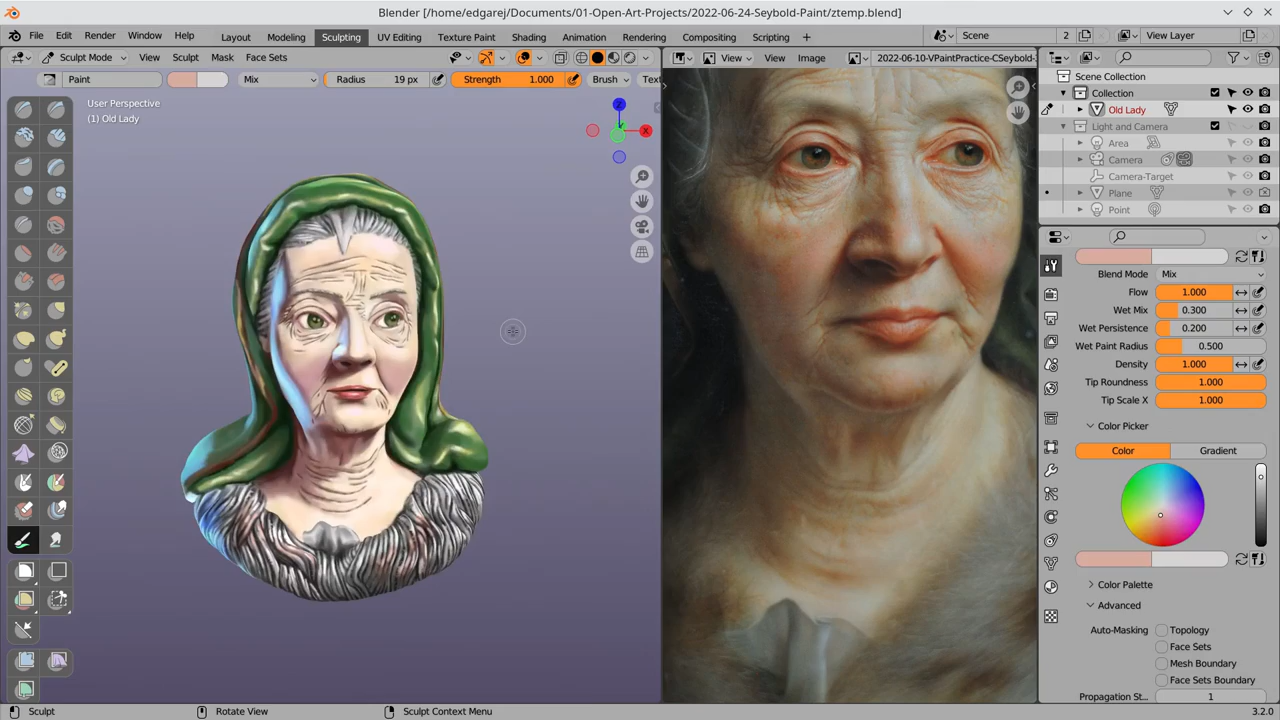 Blender [/home/edgarej/Documents/01-Open-Art-Projects/2022-06-24-Seybold-Paint/ztemp.blend]
File Edit Render Window Help Layout Modeling Sculpting UV Editing Texture Paint Shading Animation Rendering Compositing Scripting + Scene 2 View Layer
Sculpt Mode View Sculpt Mask Face Sets View View Image 2022-06-10-VPaintPractice-CSeybold-
Paint Mix Radius 19 px Strength 1.000 Brush Text
User Perspective
(1) Old Lady
Z
X
Scene Collection
Collection
Old Lady
Light and Camera
Area
Camera
Camera-Target
Plane
Point
Blend Mode Mix
Flow 1.000
Wet Mix 0.300
Wet Persistence 0.200
Wet Paint Radius 0.500
Density 1.000
Tip Roundness 1.000
Tip Scale X 1.000
Color Picker
Color Gradient
Color Palette
Advanced
Auto-Masking Topology
Face Sets
Mesh Boundary
Face Sets Boundary
Propagation St... 1
Sculpt Rotate View Sculpt Context Menu 3.2.0